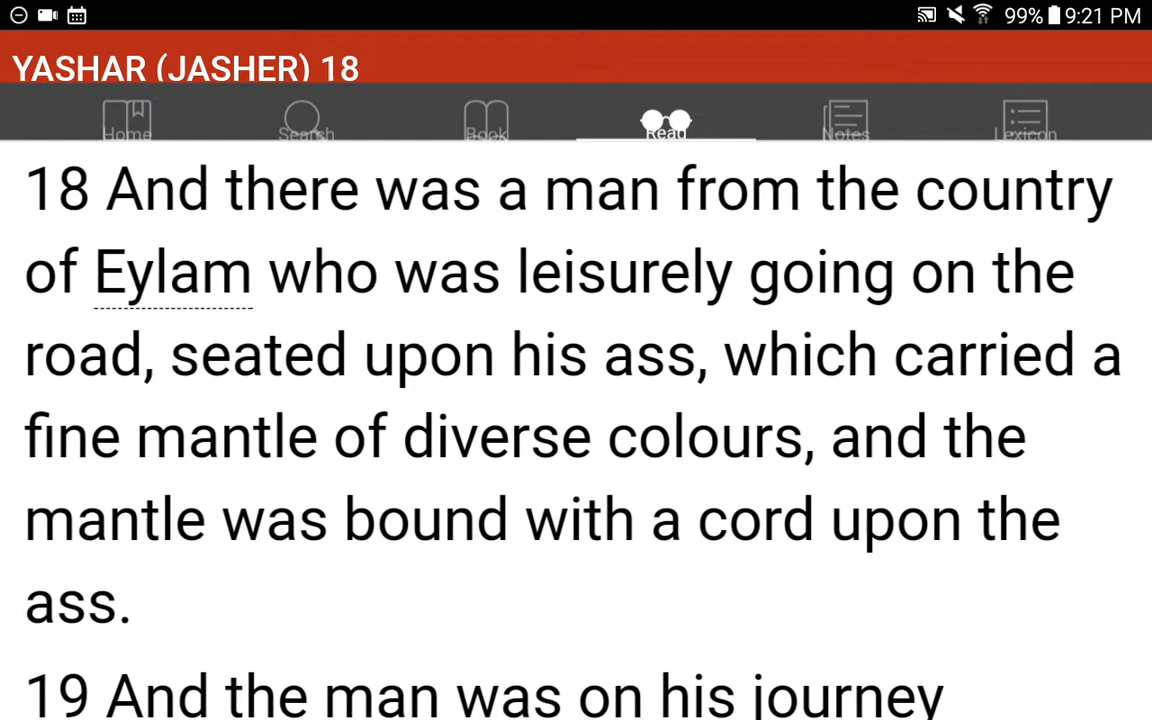 99% 9:21 PM
YASHAR (JASHER) 18
Home Search Book Read Notes Lexicon
18 And there was a man from the country
of Eylam who was leisurely going on the
road, seated upon his ass, which carried a
fine mantle of diverse colours, and the
mantle was bound with a cord upon the
ass.
19 And the man was on his journey